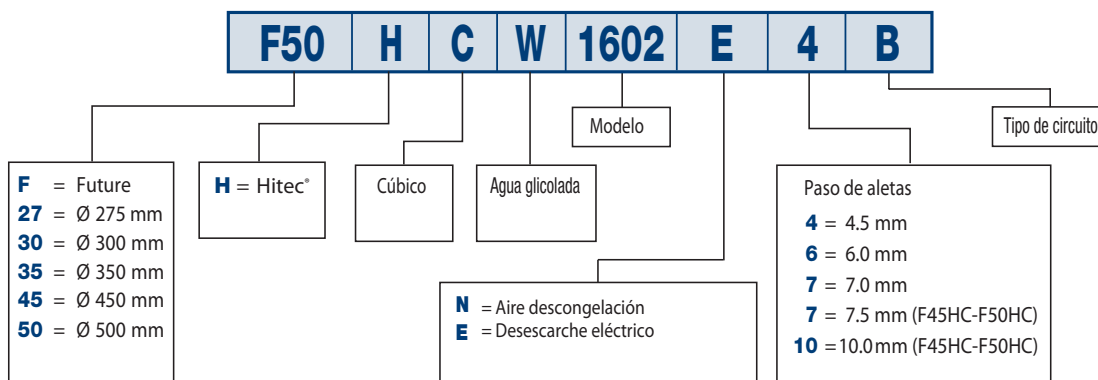 F50 H C W 1602 E 4 B
Modelo
Tipo de circuito
F = Future
27 = Ø 275 mm
30 = Ø 300 mm
35 = Ø 350 mm
45 = Ø 450 mm
50 = Ø 500 mm
H = Hitec®
Cúbico
Agua glicolada
N = Aire descongelación
E = Desescarche eléctrico
Paso de aletas
4 = 4.5 mm
6 = 6.0 mm
7 = 7.0 mm
7 = 7.5 mm (F45HC-F50HC)
10 = 10.0 mm (F45HC-F50HC)